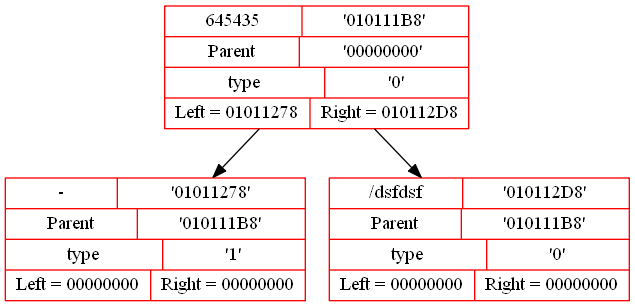 645435 '010111B8'
Parent '00000000'
type '0'
Left = 01011278 Right = 010112D8
- '01011278'
Parent '010111B8'
type '1'
Left = 00000000 Right = 00000000
/dsfdsf '010112D8'
Parent '010111B8'
type '0'
Left = 00000000 Right = 00000000